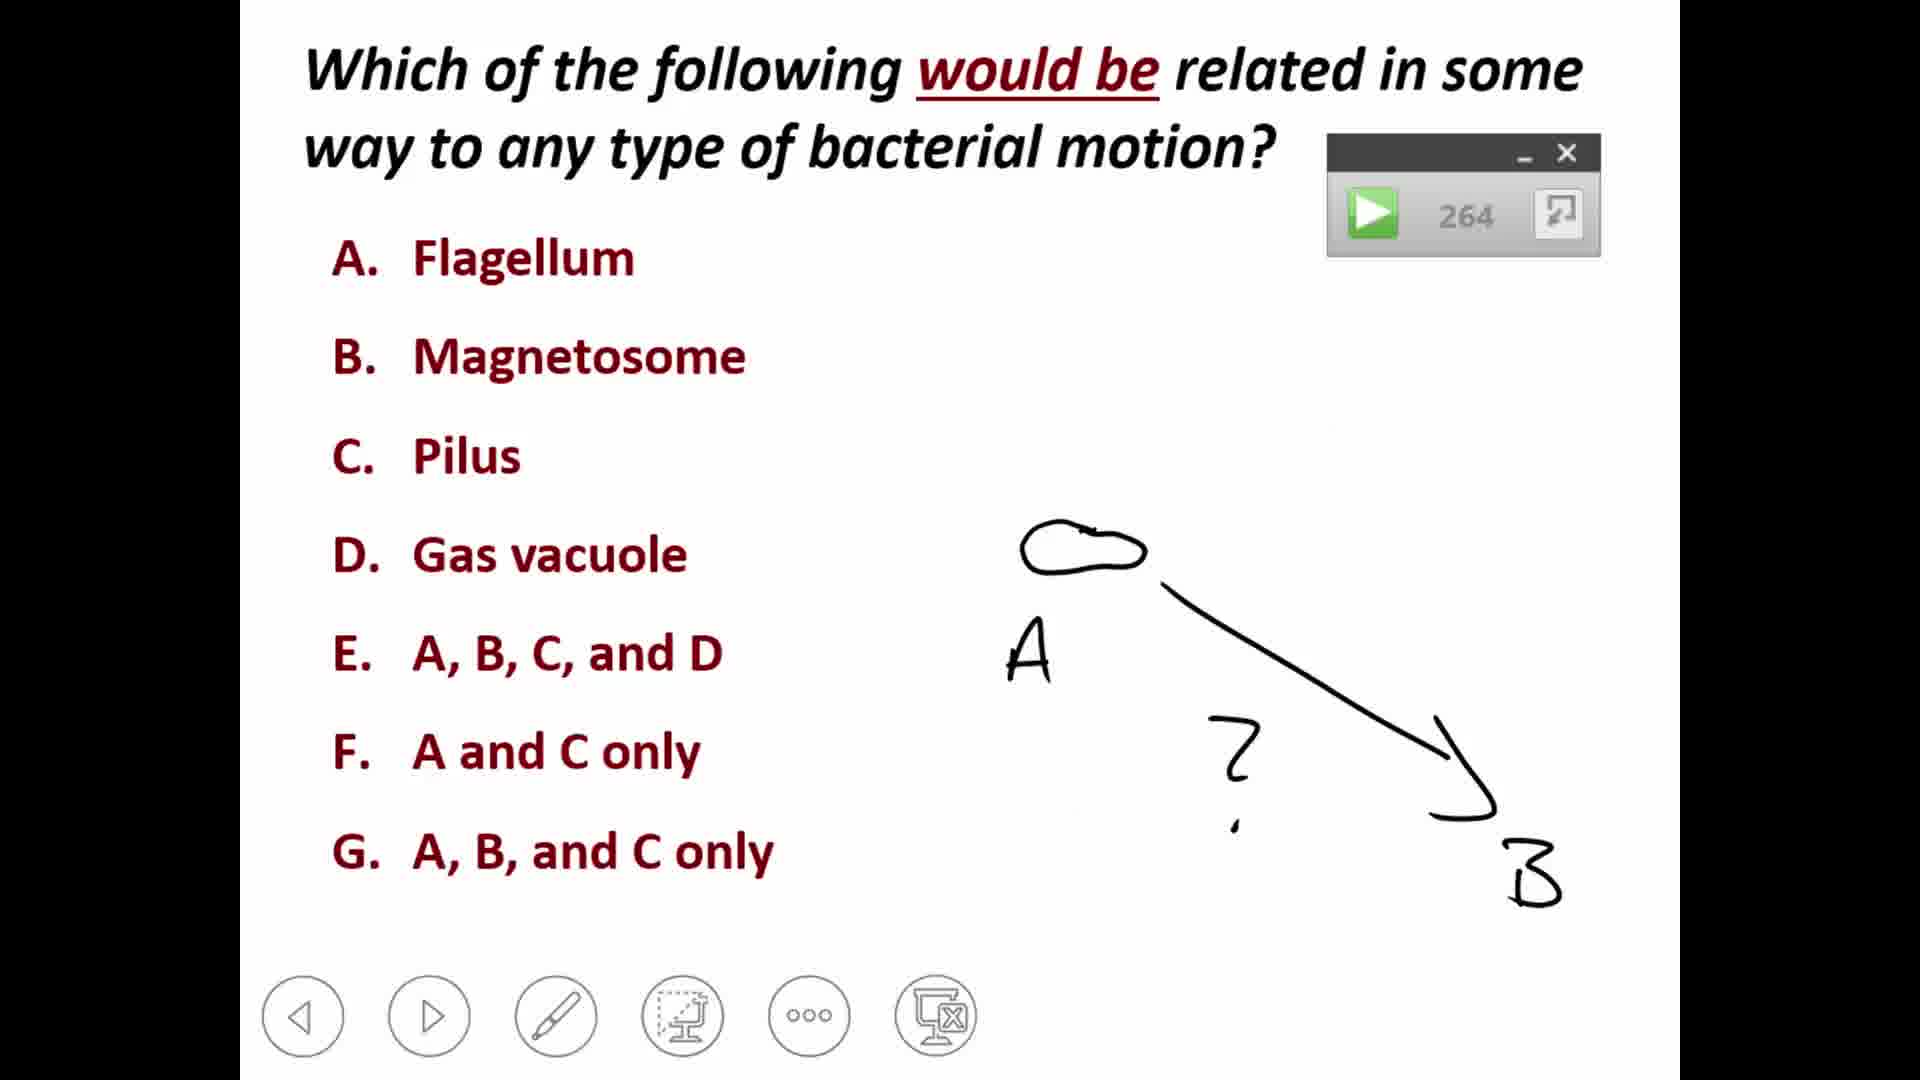 Which of the following would be related in some
way to any type of bacterial motion?
264
A. Flagellum
B. Magnetosome
C. Pilus
D. Gas vacuole
E. A, B, C, and D
F. A and C only
G. A, B, and C only
A
?
B